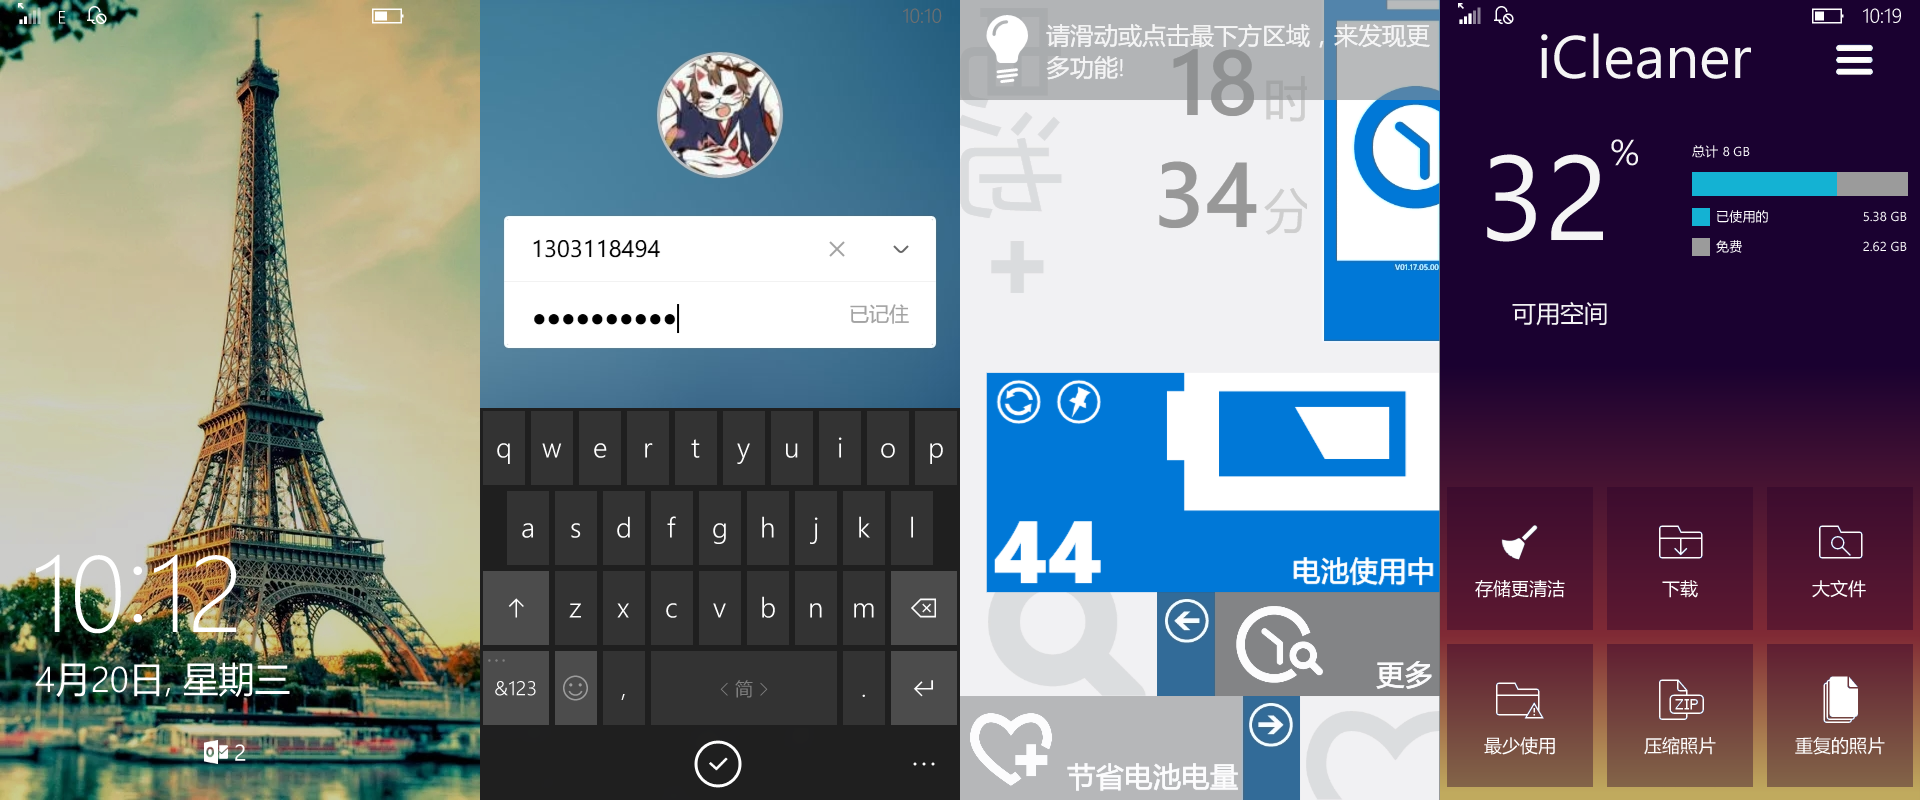 E
10:12
4月20日, 星期三
2
10:10
1303118494
已记住
q w e r t y u i o p
a s d f g h j k l
z x c v b n m
&123 , 〈 简 〉 .
请滑动或点击最下方区域，来发现更
多功能!
18 时
34 分
池
+
V01.17.05.00
44
电池使用中
更多
节省电池电量
10:19
iCleaner
32 %
总计 8 GB
已使用的 5.38 GB
免费 2.62 GB
可用空间
存储更清洁 下载 大文件
ZIP
最少使用 压缩照片 重复的照片